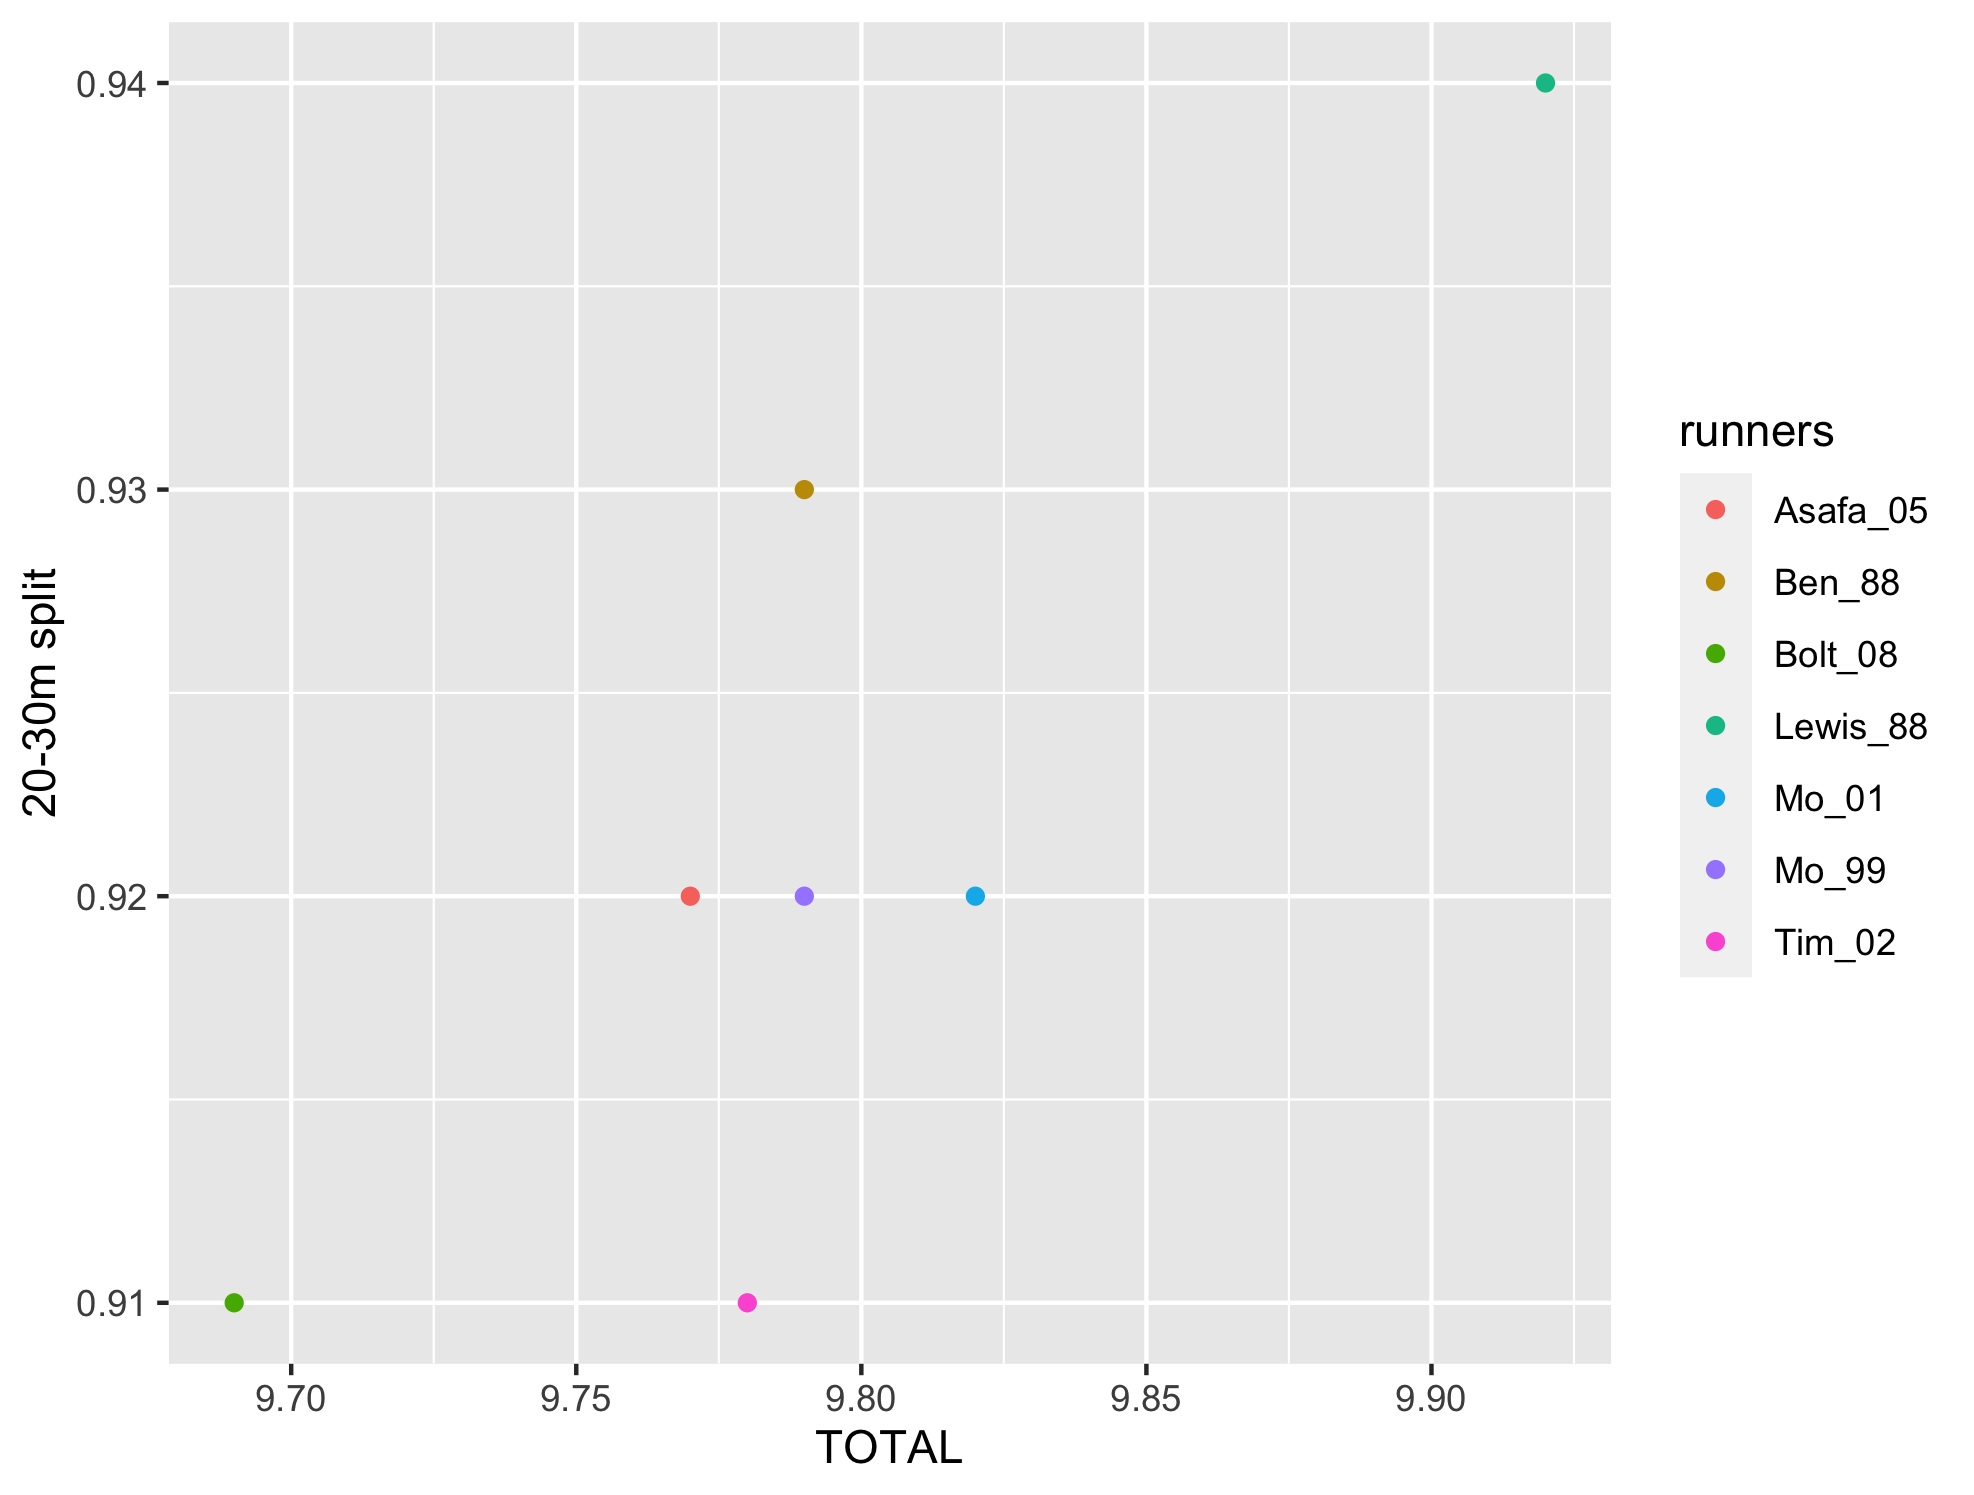 0.94
0.93
0.92
0.91
20-30m split
9.70 9.75 9.80 9.85 9.90
TOTAL
runners
Asafa_05
Ben_88
Bolt_08
Lewis_88
Mo_01
Mo_99
Tim_02